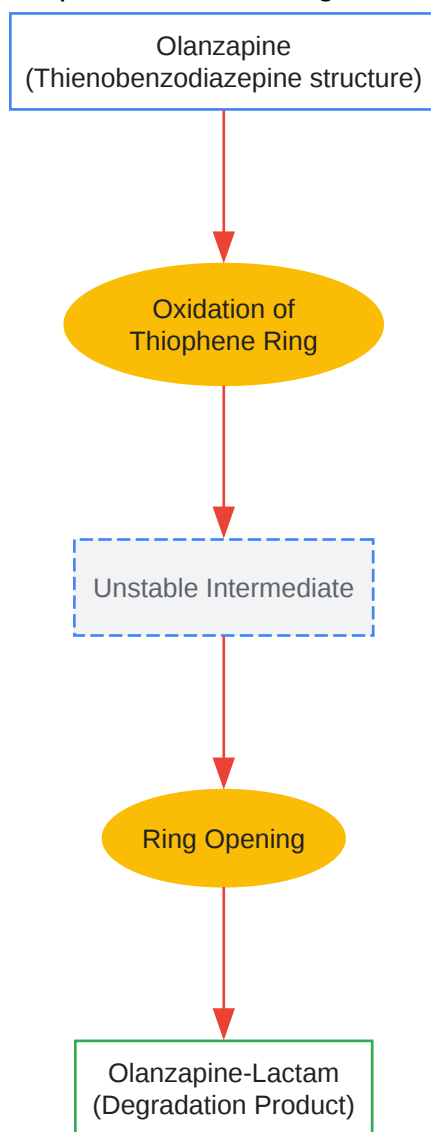 Olanzapine
(Thienobenzodiazepine structure)
Oxidation of
Thiophene Ring
Unstable Intermediate
Ring Opening
Olanzapine-Lactam
(Degradation Product)